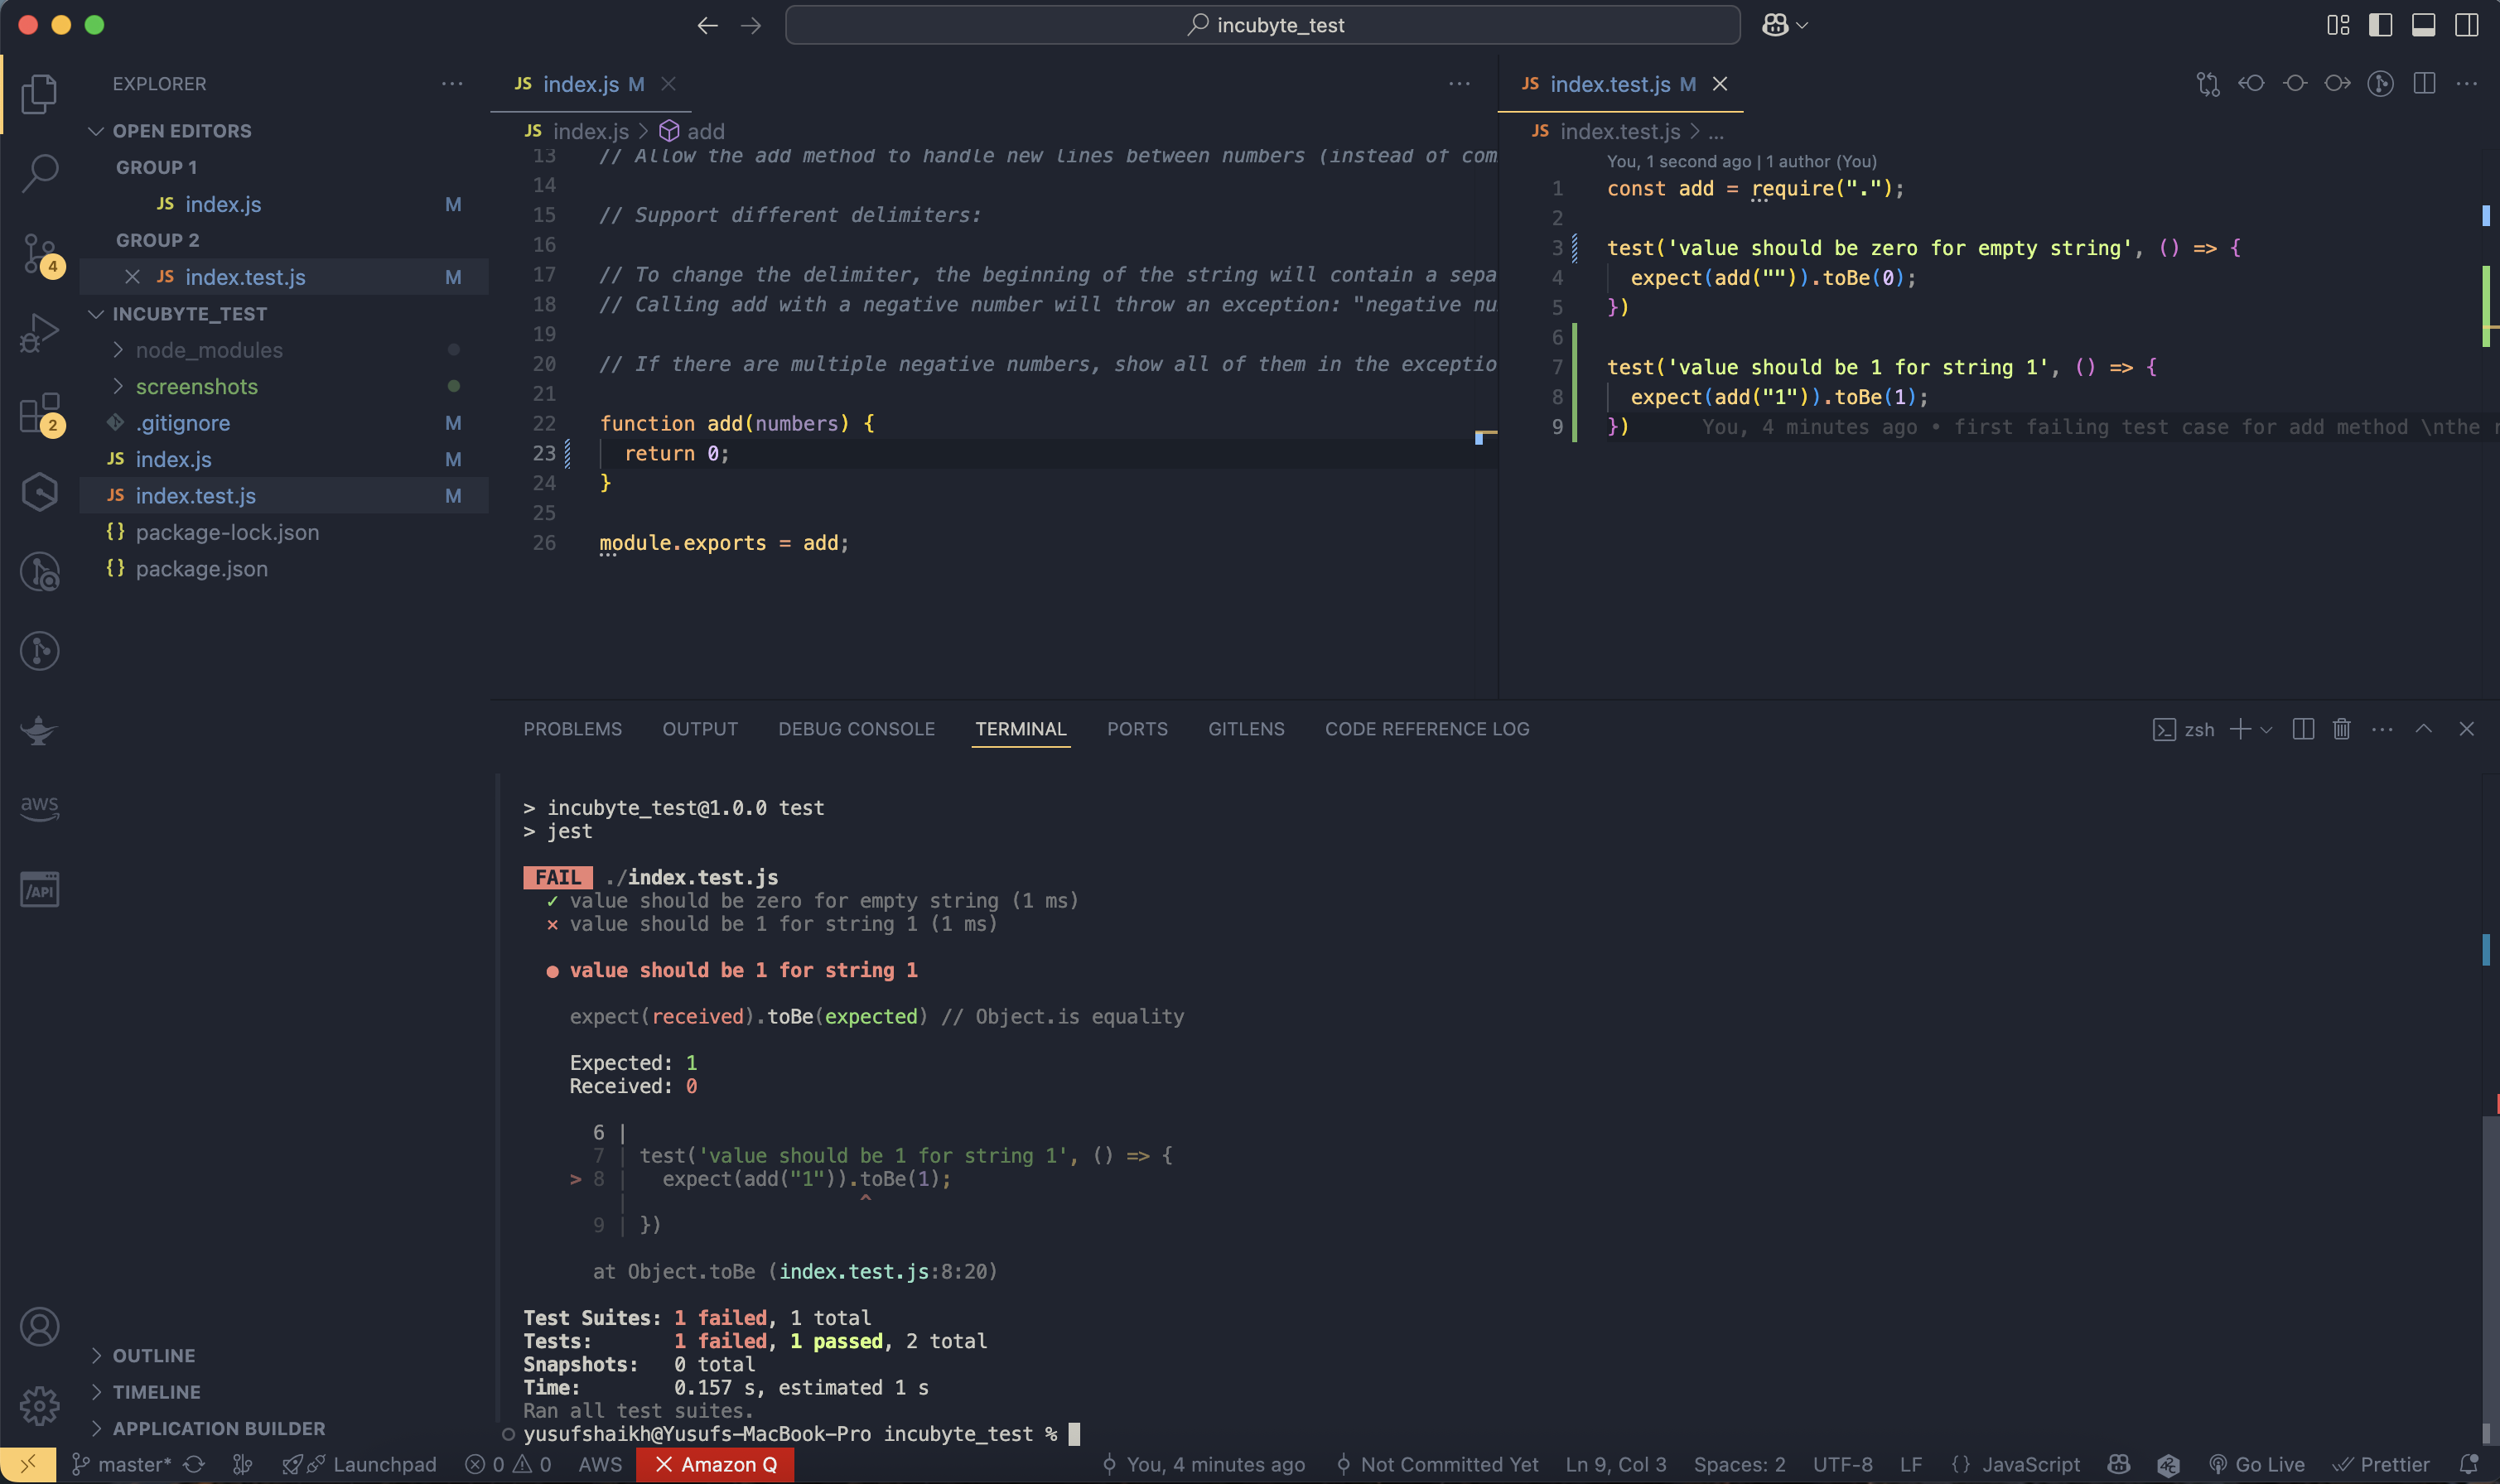 incubyte_test
EXPLORER
OPEN EDITORS
GROUP 1
JS index.js M
GROUP 2
JS index.test.js M
INCUBYTE_TEST
node_modules
screenshots
.gitignore M
JS index.js M
JS index.test.js M
{} package-lock.json
{} package.json
OUTLINE
TIMELINE
APPLICATION BUILDER
4
2
aws
/API
JS index.js M
JS index.js > add
13 // Allow the add method to handle new lines between numbers (instead of com
14
15 // Support different delimiters:
16
17 // To change the delimiter, the beginning of the string will contain a sepa
18 // Calling add with a negative number will throw an exception: "negative nu
19
20 // If there are multiple negative numbers, show all of them in the exceptio
21
22 function add(numbers) {
23 return 0;
24 }
25
26 module.exports = add;
JS index.test.js M
JS index.test.js > ...
You, 1 second ago | 1 author (You)
1 const add = require(".");
2
3 test('value should be zero for empty string', () => {
4 expect(add("")).toBe(0);
5 })
6
7 test('value should be 1 for string 1', () => {
8 expect(add("1")).toBe(1);
9 }) You, 4 minutes ago • first failing test case for add method \nthe r
PROBLEMS OUTPUT DEBUG CONSOLE TERMINAL PORTS GITLENS CODE REFERENCE LOG
zsh
> incubyte_test@1.0.0 test
> jest
FAIL ./index.test.js
✓ value should be zero for empty string (1 ms)
✕ value should be 1 for string 1 (1 ms)
● value should be 1 for string 1
expect(received).toBe(expected) // Object.is equality
Expected: 1
Received: 0
6 |
7 | test('value should be 1 for string 1', () => {
> 8 | expect(add("1")).toBe(1);
| ^
9 | })
at Object.toBe (index.test.js:8:20)
Test Suites: 1 failed, 1 total
Tests: 1 failed, 1 passed, 2 total
Snapshots: 0 total
Time: 0.157 s, estimated 1 s
Ran all test suites.
yusufshaikh@Yusufs-MacBook-Pro incubyte_test %
master* Launchpad 0 0 AWS Amazon Q You, 4 minutes ago Not Committed Yet Ln 9, Col 3 Spaces: 2 UTF-8 LF {} JavaScript Go Live Prettier